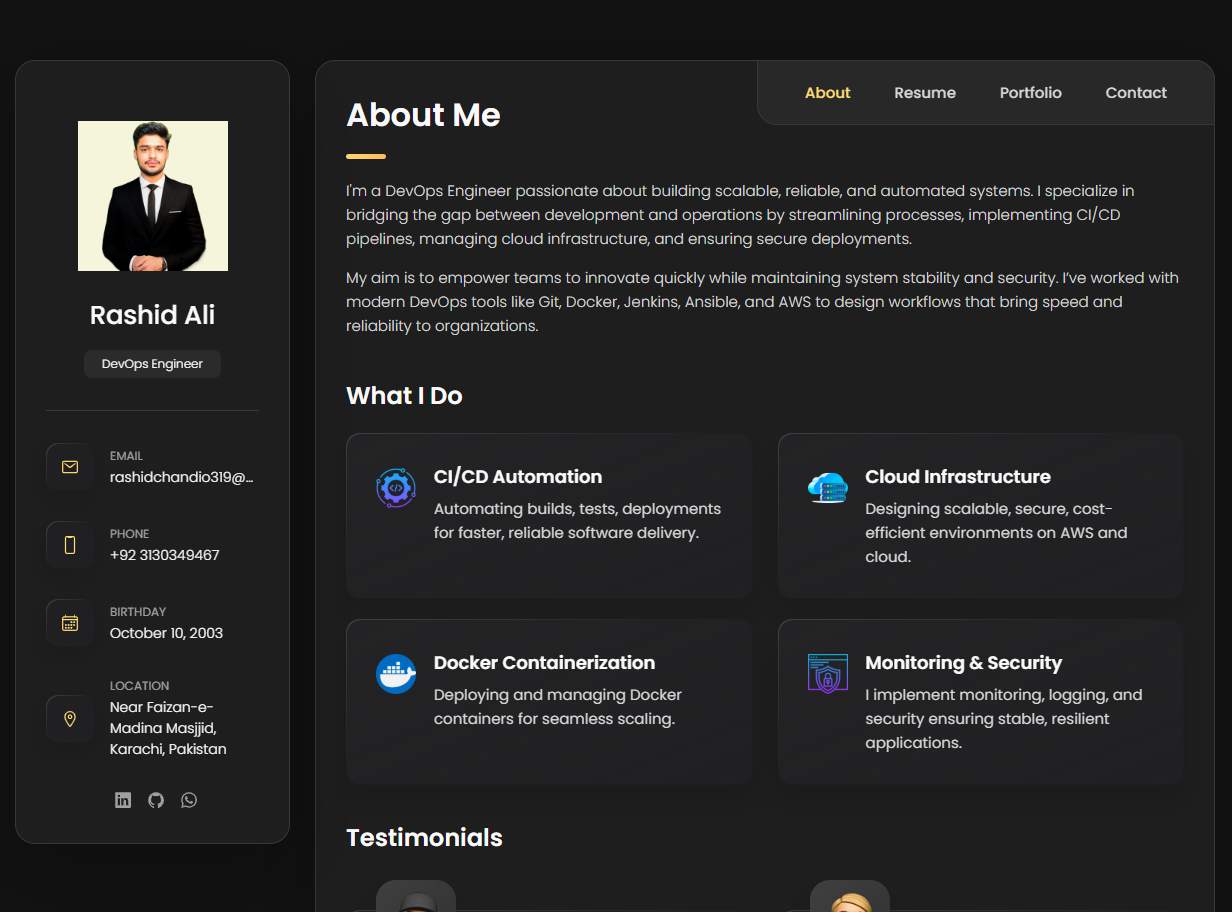 Rashid Ali
DevOps Engineer
EMAIL
rashidchandio319@...
PHONE
+92 3130349467
BIRTHDAY
October 10, 2003
LOCATION
Near Faizan-e-
Madina Masjjid,
Karachi, Pakistan
About Resume Portfolio Contact
About Me
I'm a DevOps Engineer passionate about building scalable, reliable, and automated systems. I specialize in
bridging the gap between development and operations by streamlining processes, implementing CI/CD
pipelines, managing cloud infrastructure, and ensuring secure deployments.
My aim is to empower teams to innovate quickly while maintaining system stability and security. I’ve worked with
modern DevOps tools like Git, Docker, Jenkins, Ansible, and AWS to design workflows that bring speed and
reliability to organizations.
What I Do
CI/CD Automation
Automating builds, tests, deployments
for faster, reliable software delivery.
Cloud Infrastructure
Designing scalable, secure, cost-
efficient environments on AWS and
cloud.
Docker Containerization
Deploying and managing Docker
containers for seamless scaling.
Monitoring & Security
I implement monitoring, logging, and
security ensuring stable, resilient
applications.
Testimonials